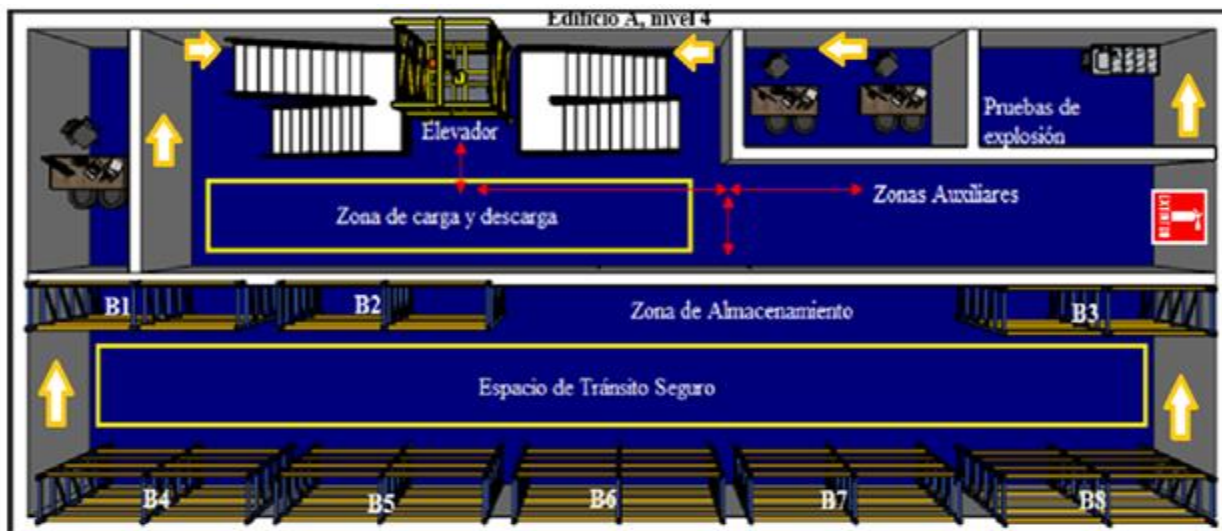 Edificio A, nivel 4
Elevador
Pruebas de
explosión
Zona de carga y descarga
Zonas Auxiliares
EXTINTOR
B1
B2
Zona de Almacenamiento
B3
Espacio de Tránsito Seguro
B4
B5
B6
B7
B8